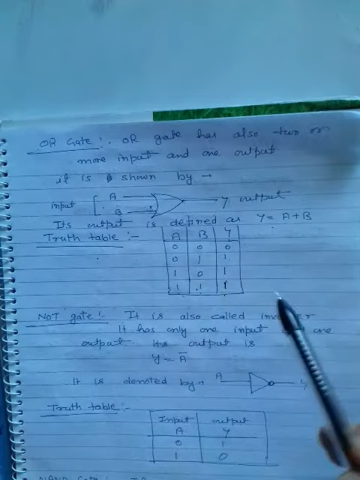 OR Gate :- OR gate has also two or
more input and one output
it is shown by →
input A B Y output
Its output is defined as Y = A+B
Truth table :-
A B Y
0 0 0
0 1 1
1 0 1
1 1 1
NOT gate :- It is also called inverter
It has only one input one
output. Its output is
Y = A̅
It is denoted by → A
Truth table :-
Input output
A Y
0 1
1 0